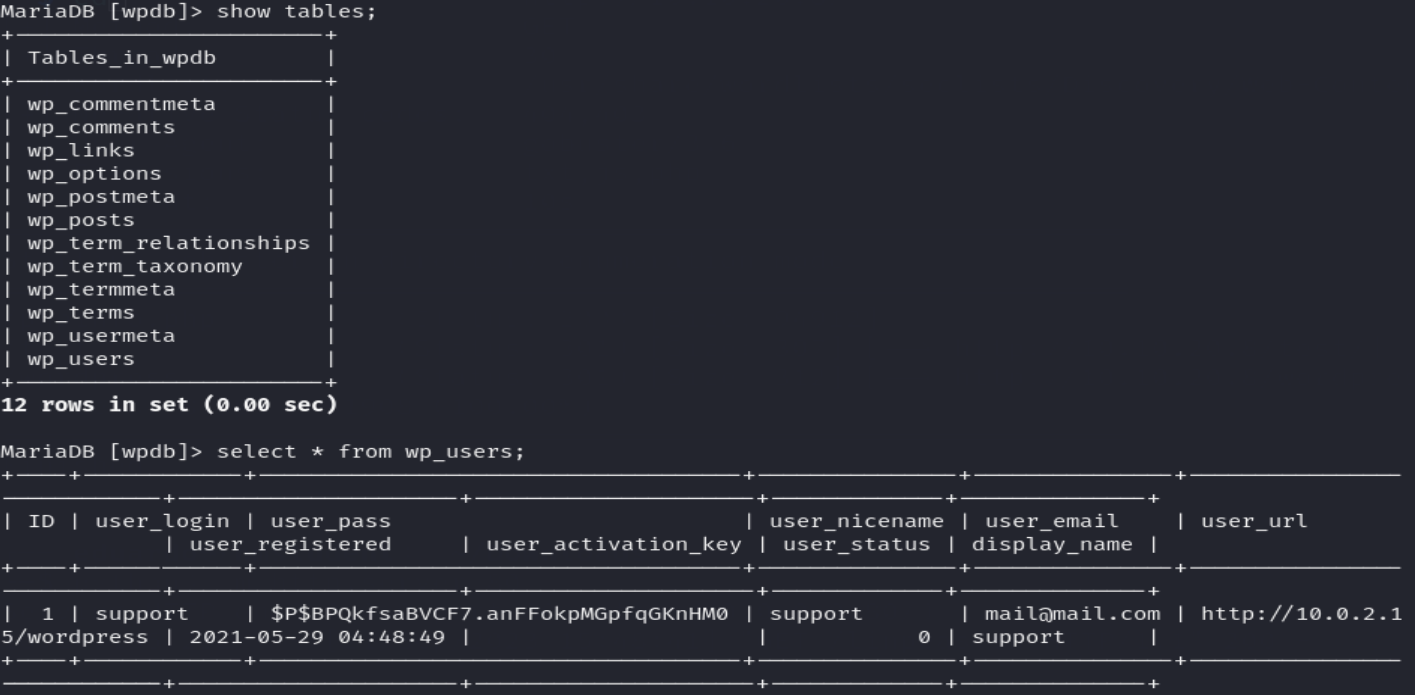 MariaDB [wpdb]> show tables;
+------------------------+
| Tables_in_wpdb |
+------------------------+
| wp_commentmeta |
| wp_comments |
| wp_links |
| wp_options |
| wp_postmeta |
| wp_posts |
| wp_term_relationships |
| wp_term_taxonomy |
| wp_termmeta |
| wp_terms |
| wp_usermeta |
| wp_users |
+------------------------+
12 rows in set (0.00 sec)
MariaDB [wpdb]> select * from wp_users;
| ID | user_login | user_pass | user_nicename | user_email | user_url
| user_registered | user_activation_key | user_status | display_name |
| 1 | support | $P$BPQkfsaBVCF7.anFFokpMGpfqGKnHM0 | support | mail@mail.com | http://10.0.2.1
5/wordpress | 2021-05-29 04:48:49 | | 0 | support |